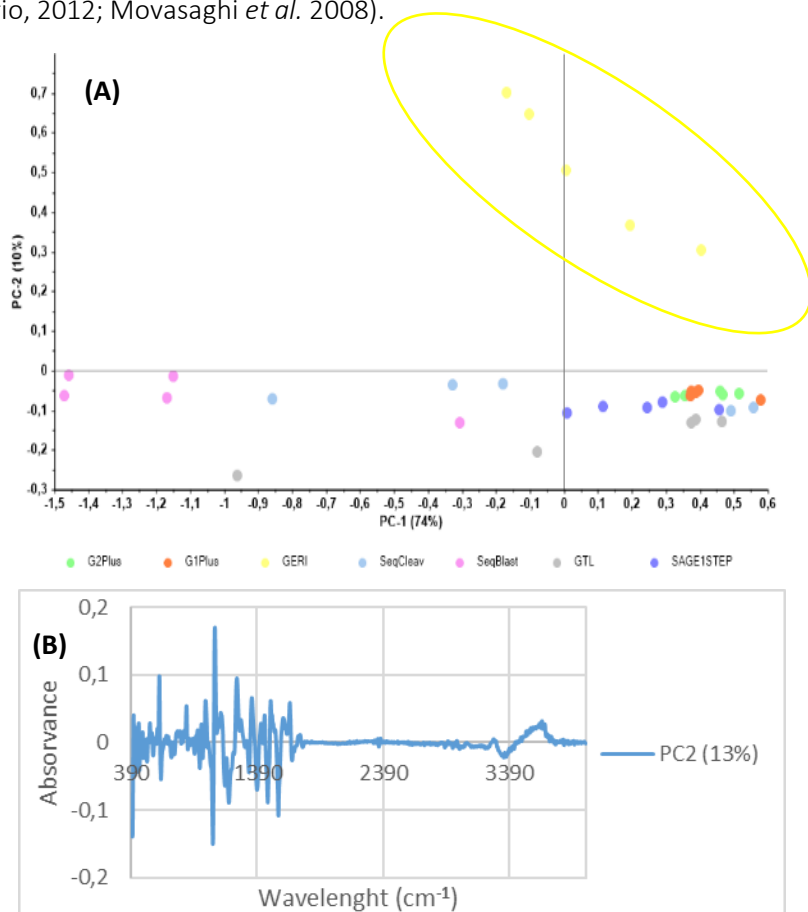 rio, 2012; Movasaghi et al. 2008).
(A)
0,7
0,6
0,5
0,4
0,3
0,2
0,1
0
-0,1
-0,2
-0,3
PC-2 (10%)
-1,5 -1,4 -1,3 -1,2 -1,1 -1 -0,9 -0,8 -0,7 -0,6 -0,5 -0,4 -0,3 -0,2 -0,1 0 0,1 0,2 0,3 0,4 0,5 0,6
PC-1 (74%)
G2Plus G1Plus GERI SeqCleav SeqBlast GTL SAGE1STEP
(B)
0,2
0,1
0
-0,1
-0,2
Absorvance
390 1390 2390 3390
PC2 (13%)
Wavelenght (cm-1)